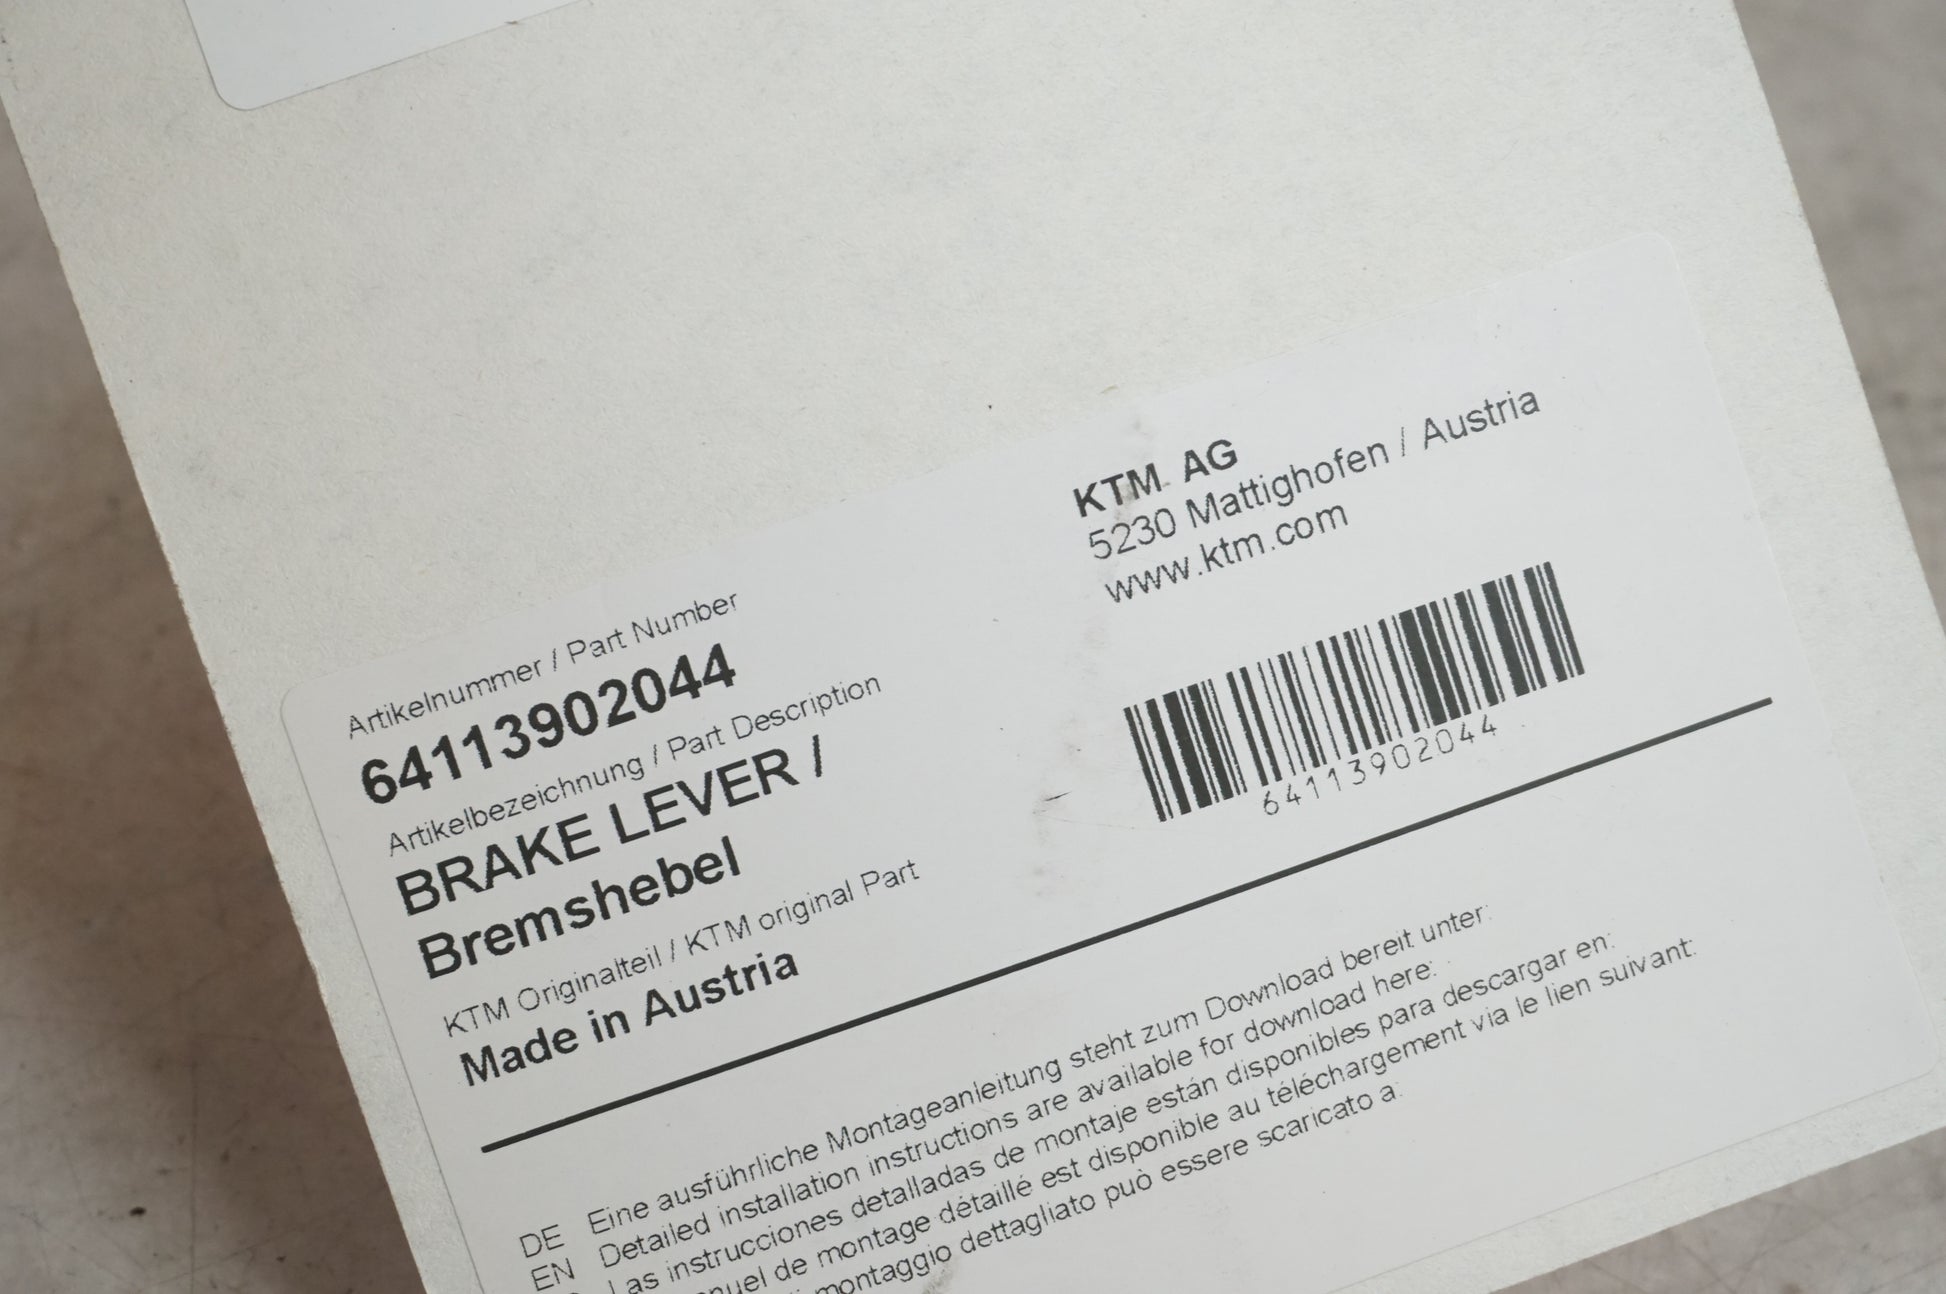 KTM AG
5230 Mattighofen / Austria
www.ktm.com
Artikelnummer / Part Number
64113902044
Artikelbezeichnung / Part Description
BRAKE LEVER /
Bremshebel
KTM Originalteil / KTM original Part
Made in Austria
64113902044
DE Eine ausführliche Montageanleitung steht zum Download bereit unter:
EN Detailed installation instructions are available for download here:
Las instrucciones detalladas de montaje están disponibles para descargar en:
de montage détaillé est disponible au téléchargement via le lien suivant:
montaggio dettagliato può essere scaricato a: